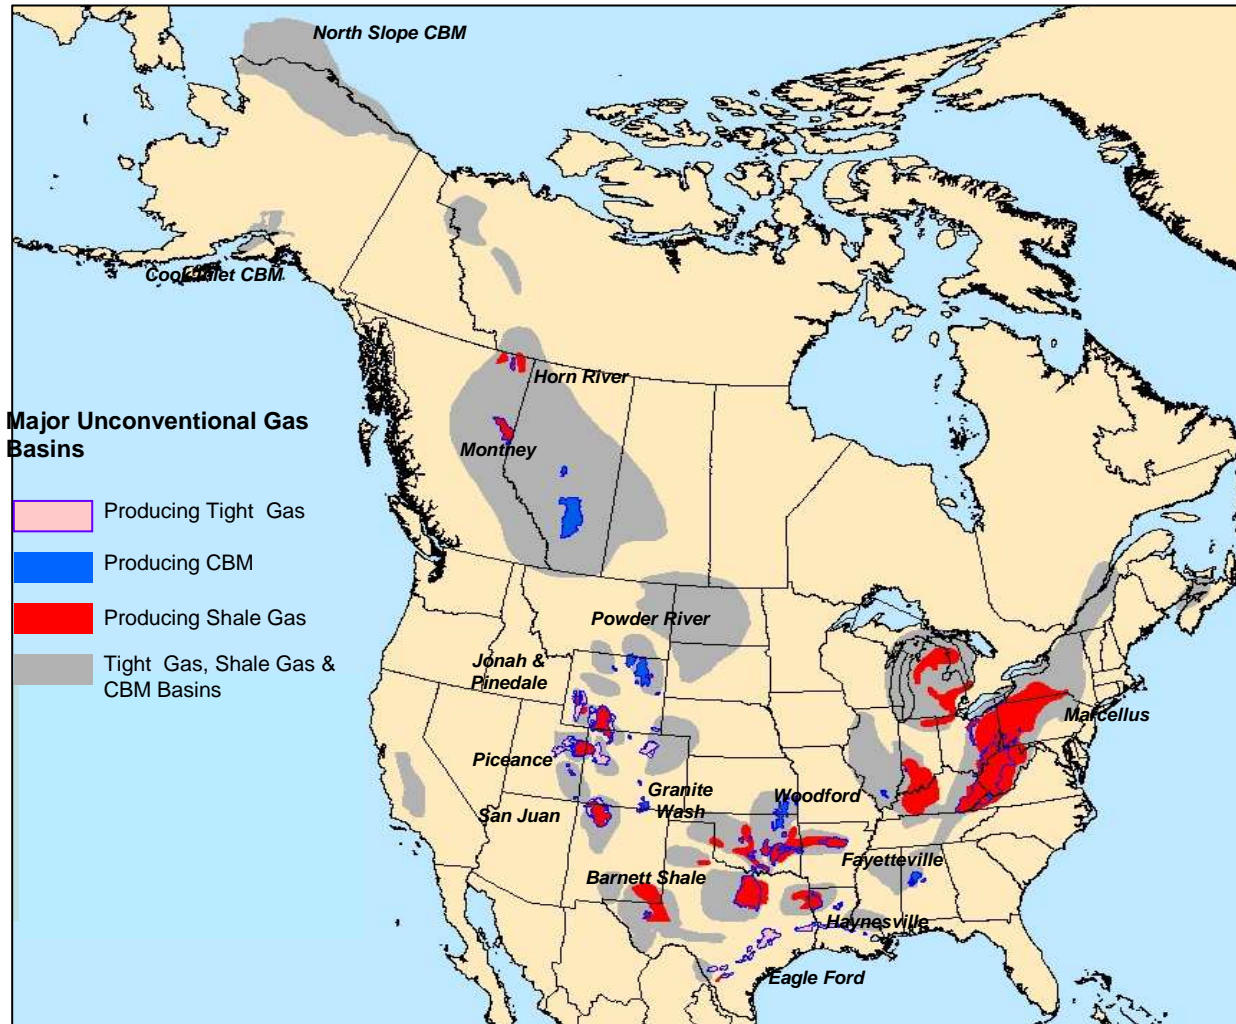 North Slope CBM
Cook Inlet CBM
Horn River
Major Unconventional Gas
Basins
Montney
Producing Tight Gas
Producing CBM
Producing Shale Gas
Tight Gas, Shale Gas &
CBM Basins
Powder River
Jonah &
Pinedale
Marcellus
Piceance
Granite
Wash
Woodford
San Juan
Fayetteville
Barnett Shale
Haynesville
Eagle Ford